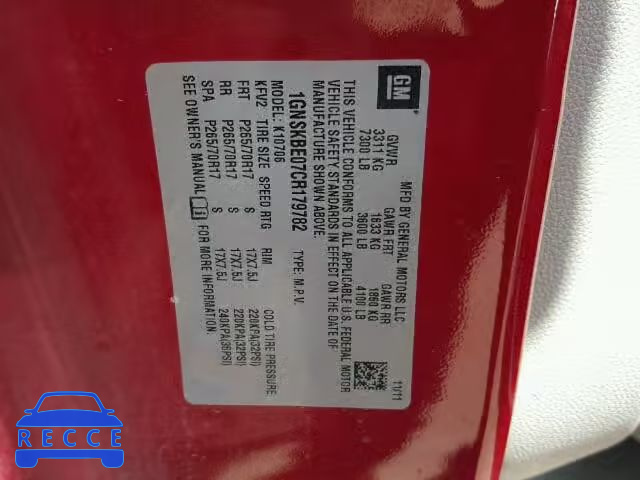 GM
MFD BY GENERAL MOTORS LLC
GVWR GAWR FRT GAWR RR
3311 KG 1633 KG 1860 KG
7300 LB 3600 LB 4100 LB
11/11
THIS VEHICLE CONFORMS TO ALL APPLICABLE U.S. FEDERAL MOTOR
VEHICLE SAFETY STANDARDS IN EFFECT ON THE DATE OF
MANUFACTURE SHOWN ABOVE.
1GNSKBE07CR179782 TYPE: M.P.V.
MODEL: K10706
KFV2 TIRE SIZE SPEED RTG RIM COLD TIRE PRESSURE
FRT P265/70R17 S 17X7.5J 220KPA(32PSI)
RR P265/70R17 S 17X7.5J 220KPA(32PSI)
SPA P265/70R17 S 17X7.5J 240KPA(35PSI)
SEE OWNER'S MANUAL FOR MORE INFORMATION.
RECCE